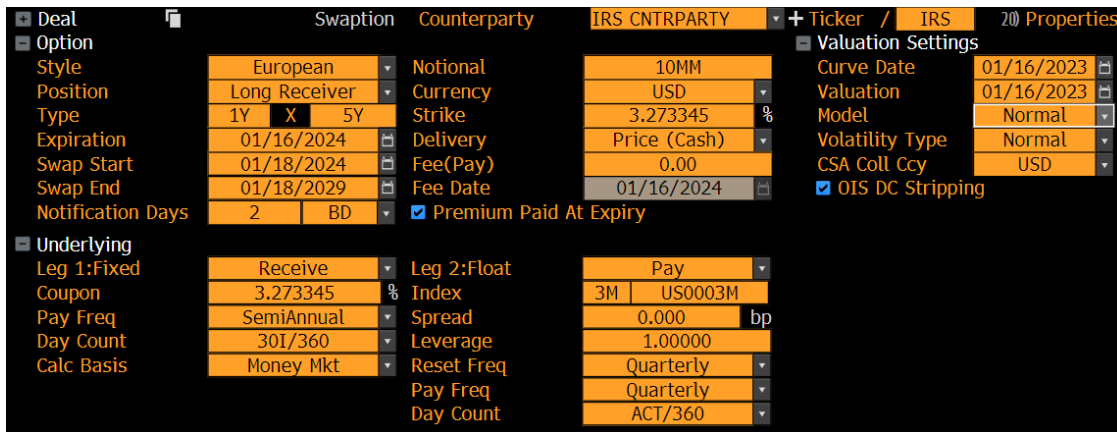 Deal Swaption Counterparty IRS CNTRPARTY + Ticker / IRS 20) Properties
Option Valuation Settings
Style European Notional 10MM Curve Date 01/16/2023
Position Long Receiver Currency USD Valuation 01/16/2023
Type 1Y X 5Y Strike 3.273345 % Model Normal
Expiration 01/16/2024 Delivery Price (Cash) Volatility Type Normal
Swap Start 01/18/2024 Fee(Pay) 0.00 CSA Coll Ccy USD
Swap End 01/18/2029 Fee Date 01/16/2024 OIS DC Stripping
Notification Days 2 BD Premium Paid At Expiry
Underlying
Leg 1:Fixed Receive Leg 2:Float Pay
Coupon 3.273345 % Index 3M US0003M
Pay Freq SemiAnnual Spread 0.000 bp
Day Count 30I/360 Leverage 1.00000
Calc Basis Money Mkt Reset Freq Quarterly
Pay Freq Quarterly
Day Count ACT/360